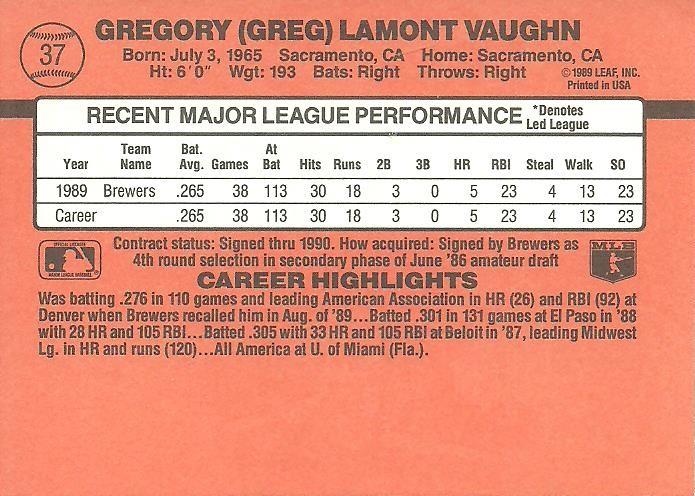 37
GREGORY (GREG) LAMONT VAUGHN
Born: July 3, 1965 Sacramento, CA Home: Sacramento, CA
Ht: 6'0" Wgt: 193 Bats: Right Throws: Right
©1989 LEAF, INC.
Printed in USA
RECENT MAJOR LEAGUE PERFORMANCE *Denotes Led League
Year Team Name Bat. Avg. Games At Bat Hits Runs 2B 3B HR RBI Steal Walk SO
1989 Brewers .265 38 113 30 18 3 0 5 23 4 13 23
Career .265 38 113 30 18 3 0 5 23 4 13 23
OFFICIAL LICENSEE
MAJOR LEAGUE BASEBALL
Contract status: Signed thru 1990. How acquired: Signed by Brewers as
4th round selection in secondary phase of June '86 amateur draft
MLB
CAREER HIGHLIGHTS
Was batting .276 in 110 games and leading American Association in HR (26) and RBI (92) at
Denver when Brewers recalled him in Aug. of '89...Batted .301 in 131 games at El Paso in '88
with 28 HR and 105 RBI...Batted .305 with 33 HR and 105 RBI at Beloit in '87, leading Midwest
Lg. in HR and runs (120)...All America at U. of Miami (Fla.).